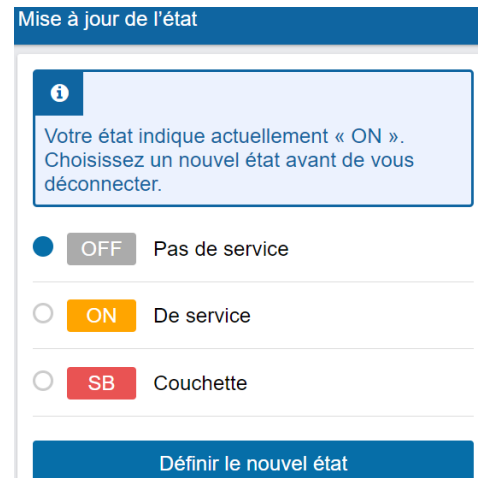 Mise à jour de l’état
Votre état indique actuellement « ON ».
Choisissez un nouvel état avant de vous
déconnecter.
OFF Pas de service
ON De service
SB Couchette
Définir le nouvel état